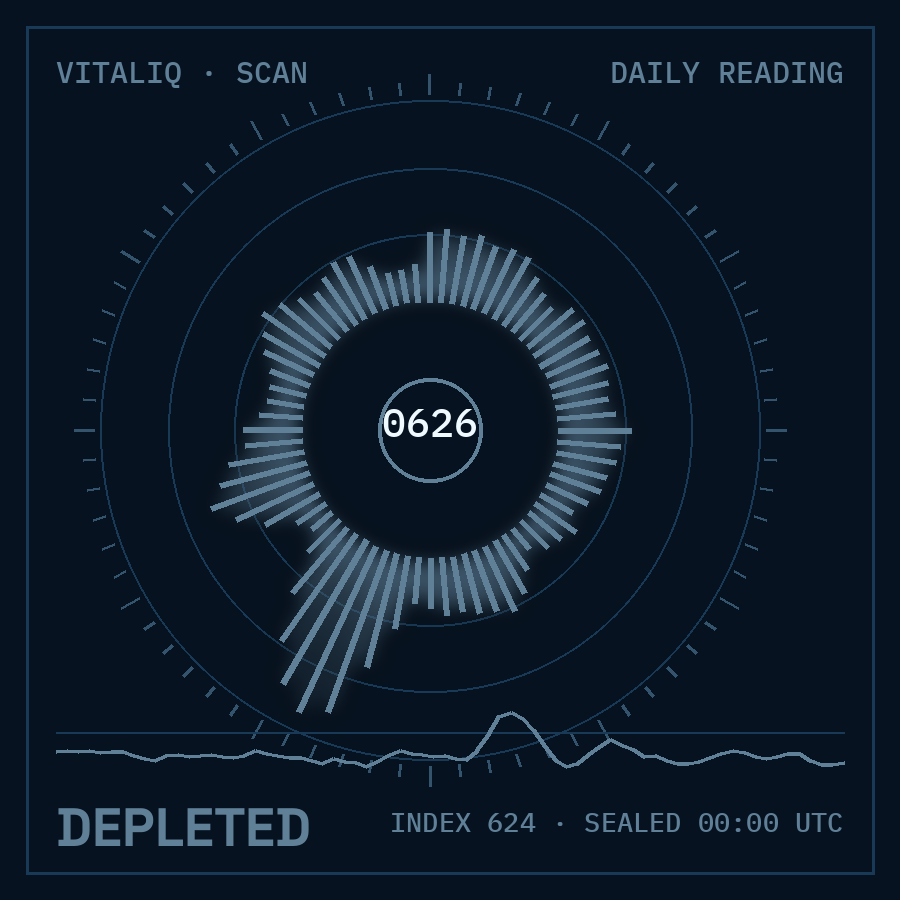 VITALIQ · SCAN
DAILY READING
0626
DEPLETED
INDEX 624 · SEALED 00:00 UTC